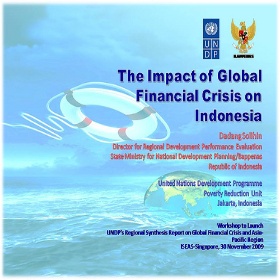 U N
D P
BAPPENAS
The Impact of Global
Financial Crisis on
Indonesia
Dadang Solihin
Director for Regional Development Performance Evaluation
State Ministry for National Development Planning/Bappenas
Republic of Indonesia
United Nations Development Programme
Poverty Reduction Unit
Jakarta, Indonesia
Workshop to Launch
UNDP's Regional Synthesis Report on Global Financial Crisis and Asia-
Pacific Region
ISEAS-Singapore, 30 November 2009